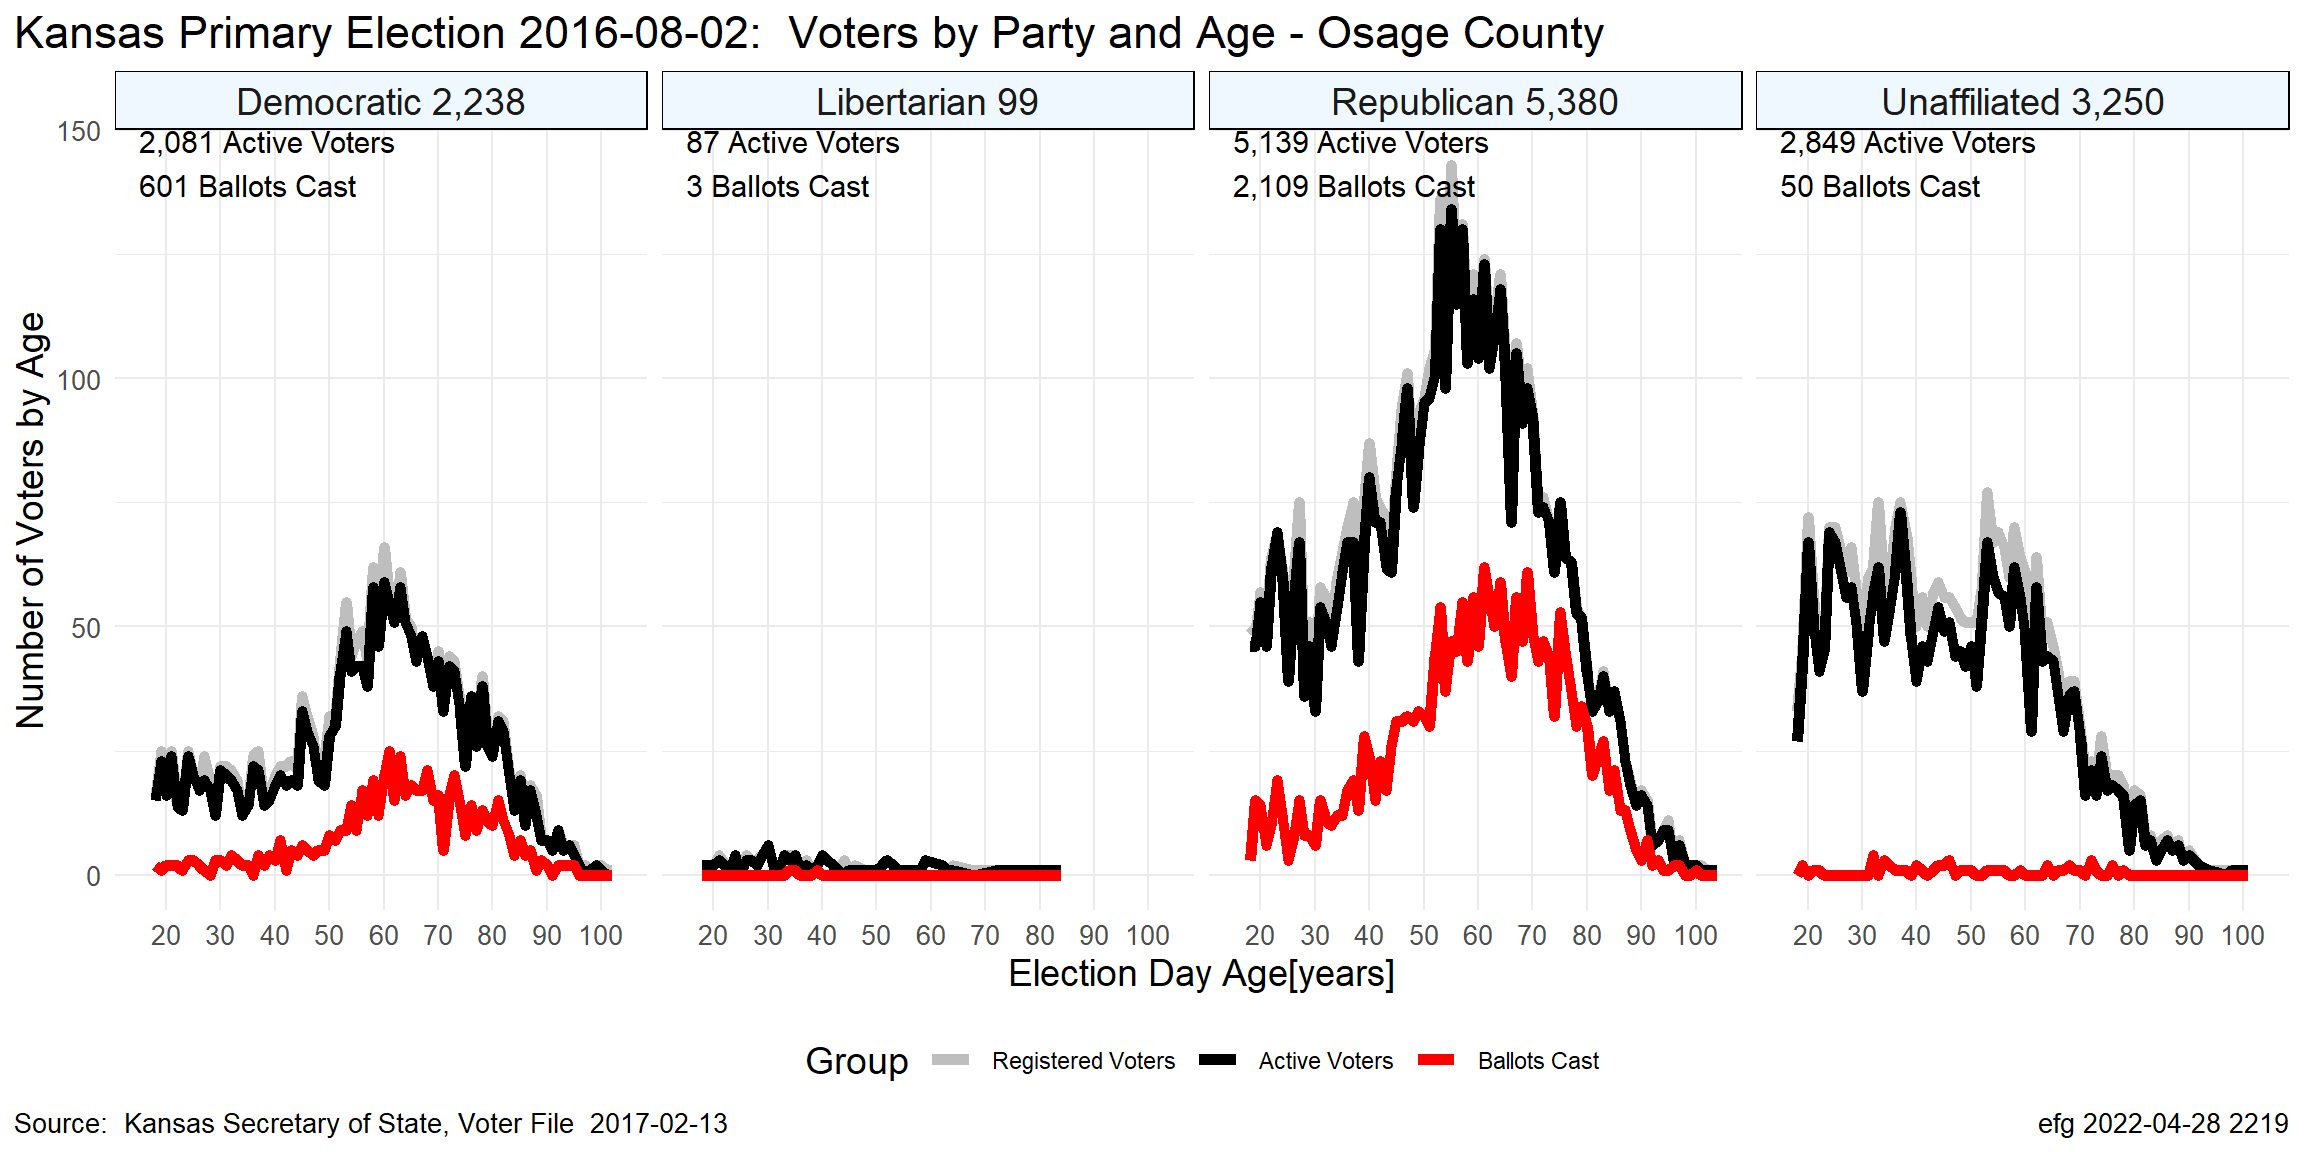 Kansas Primary Election 2016-08-02:  Voters by Party and Age - Osage County
Democratic 2,238
Libertarian 99
Republican 5,380
Unaffiliated 3,250
2,081 Active Voters
601 Ballots Cast
87 Active Voters
3 Ballots Cast
5,139 Active Voters
2,109 Ballots Cast
2,849 Active Voters
50 Ballots Cast
Number of Voters by Age
150
100
50
0
20 30 40 50 60 70 80 90 100
20 30 40 50 60 70 80 90 100
20 30 40 50 60 70 80 90 100
20 30 40 50 60 70 80 90 100
Election Day Age[years]
Group Registered Voters Active Voters Ballots Cast
Source:  Kansas Secretary of State, Voter File  2017-02-13
efg 2022-04-28 2219